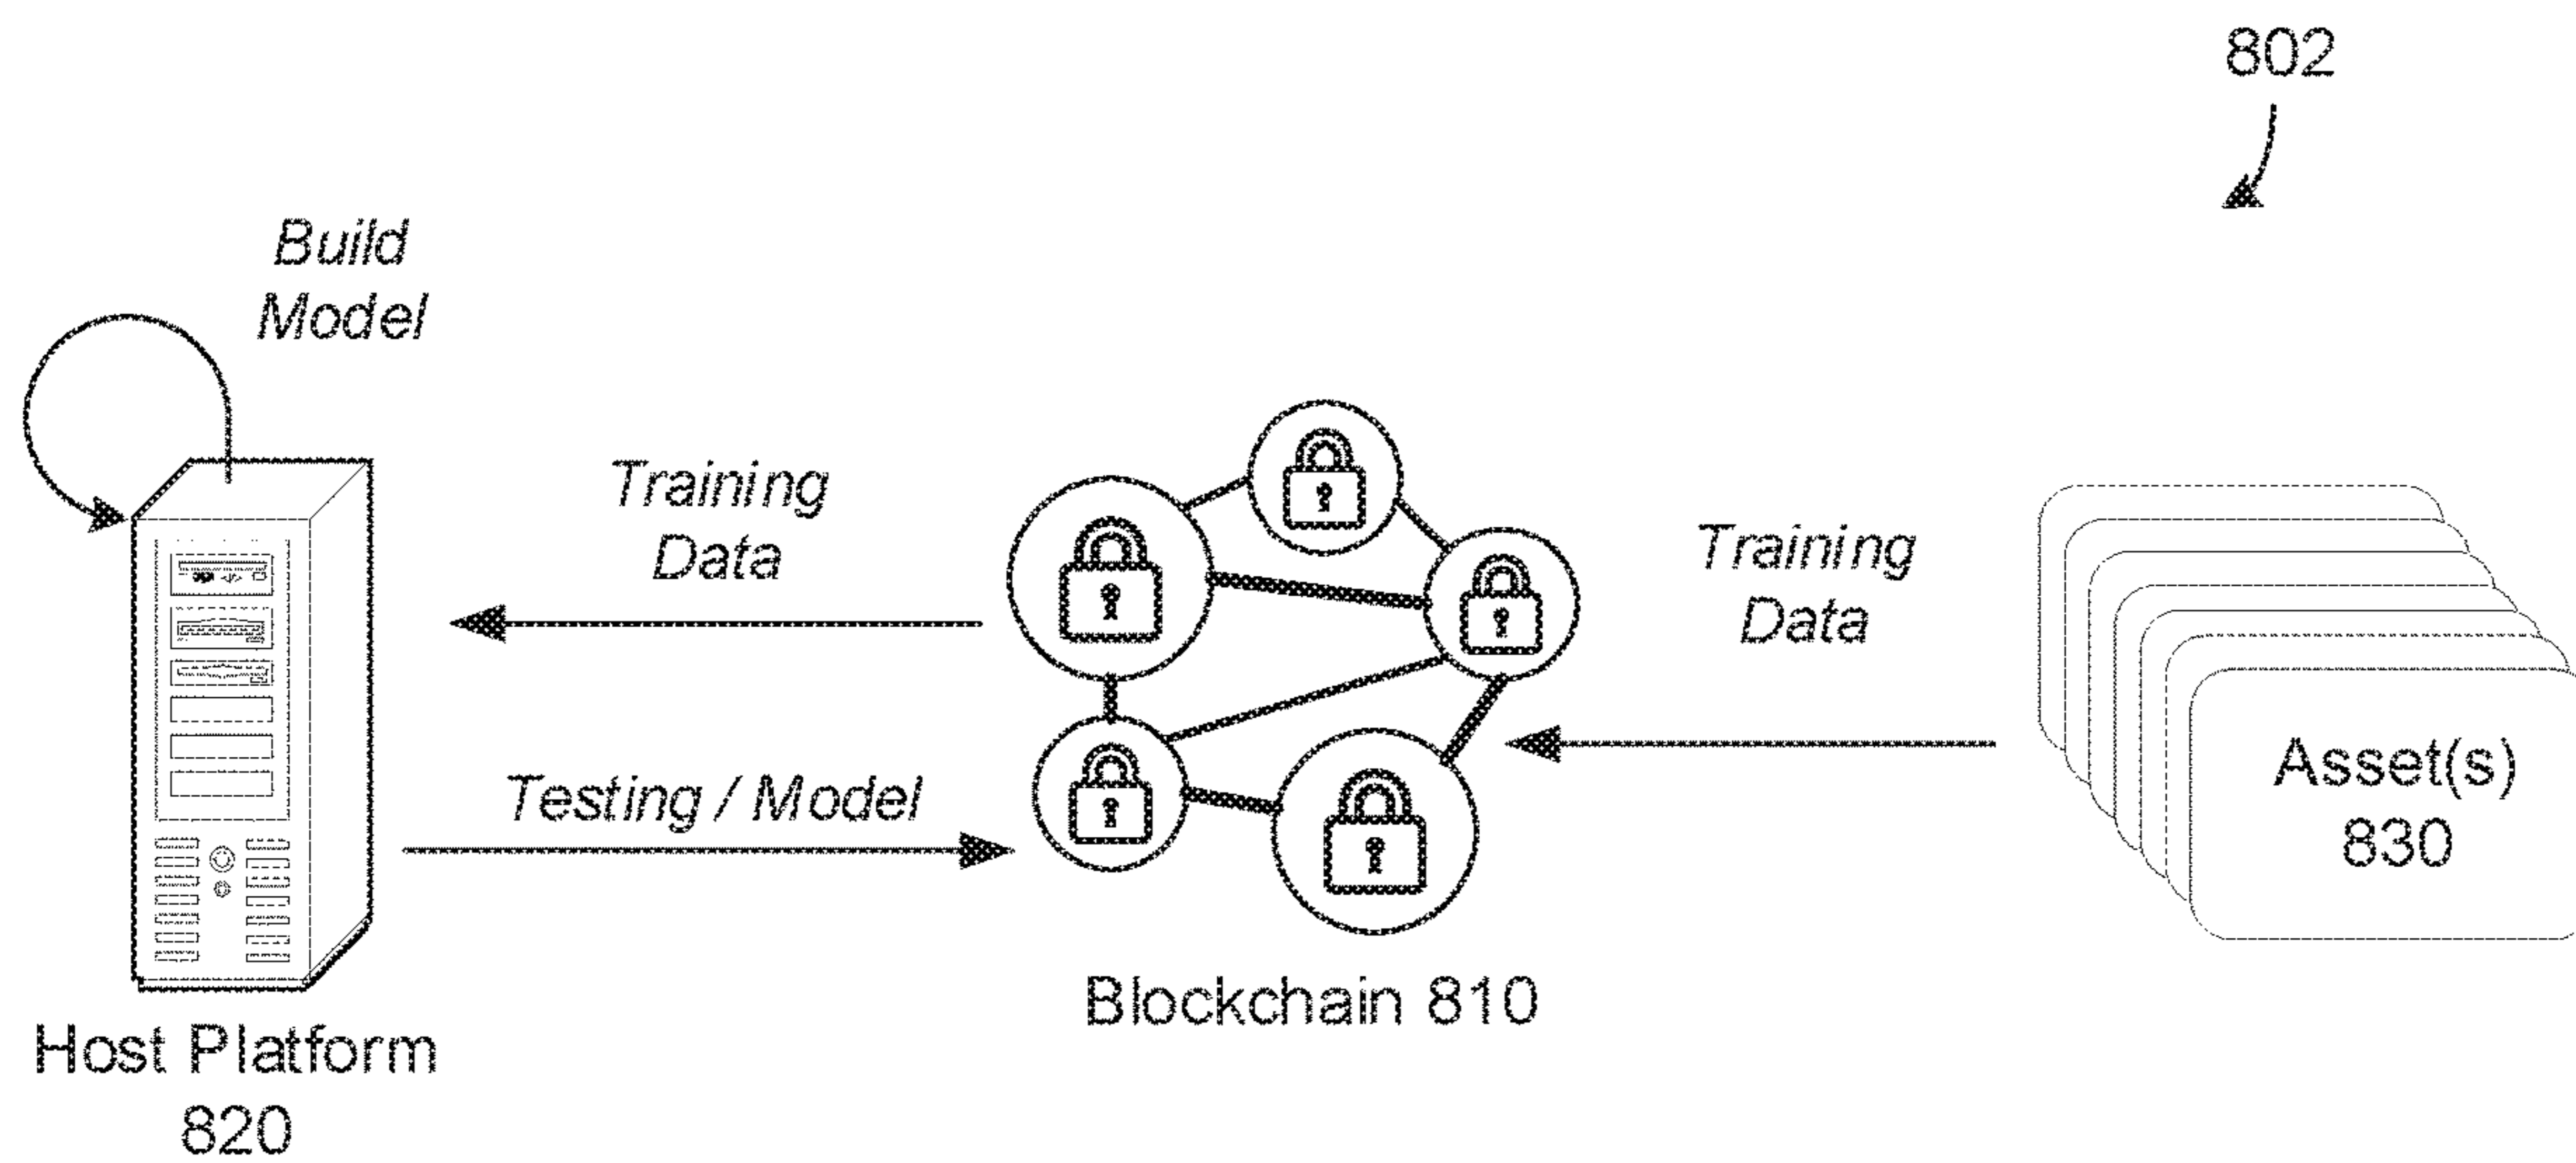 802
Build
Model
Training
Data
Training
Data
Testing / Model
Asset(s)
830
Blockchain 810
Host Platform
820